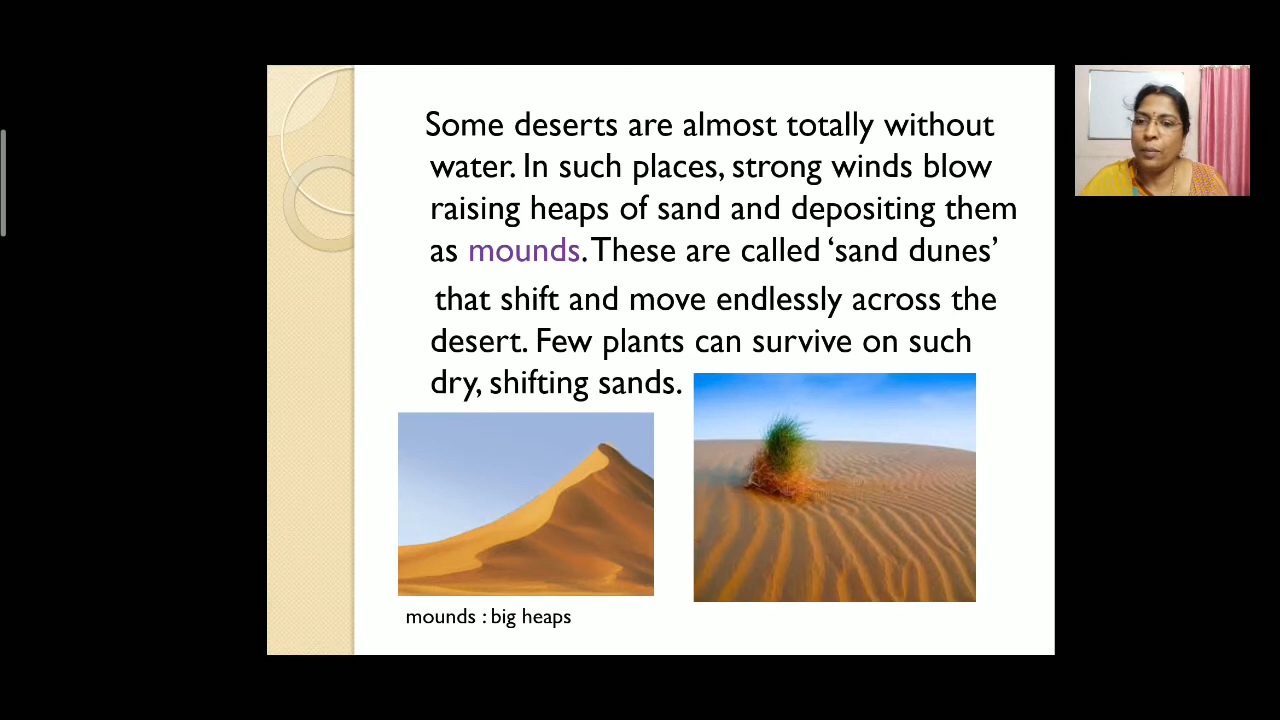 Some deserts are almost totally without
water. In such places, strong winds blow
raising heaps of sand and depositing them
as mounds. These are called ‘sand dunes’
that shift and move endlessly across the
desert. Few plants can survive on such
dry, shifting sands.
mounds : big heaps